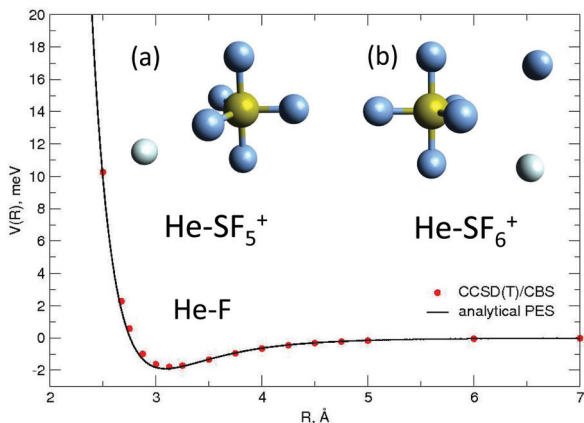 (a)
(b)
He-SF₅⁺
He-SF₆⁺
He-F
CCSD(T)/CBS
analytical PES
V(R), meV
20
18
16
14
12
10
8
6
4
2
0
-2
2
3
4
5
6
7
R, Å